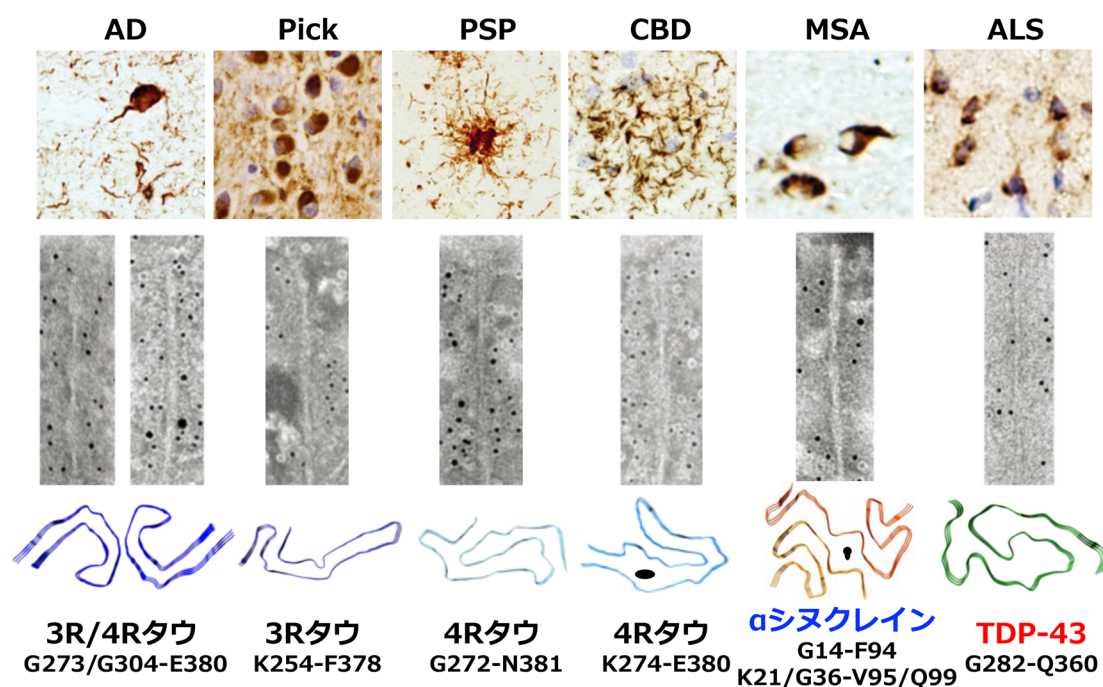 AD Pick PSP CBD MSA ALS
3R/4Rタウ 3Rタウ 4Rタウ 4Rタウ αシヌクレイン TDP-43
G273/G304-E380 K254-F378 G272-N381 K274-E380 G14-F94 G282-Q360
K21/G36-V95/Q99